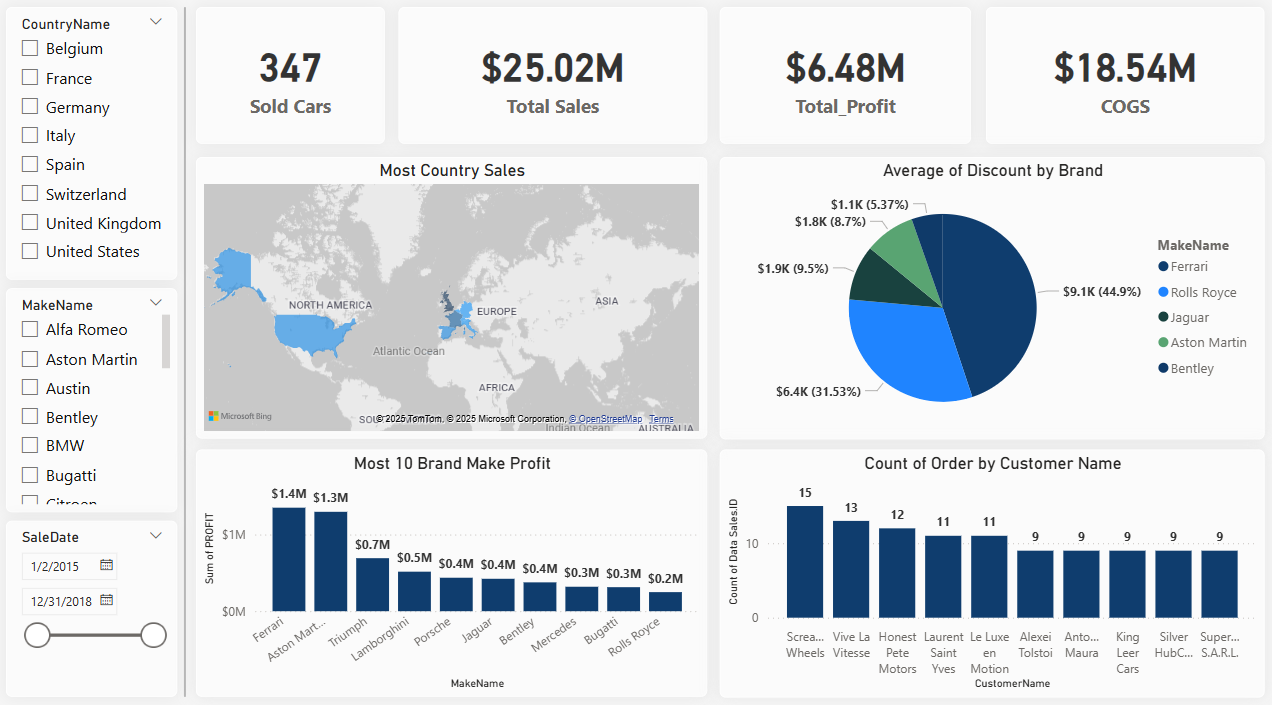 CountryName
Belgium
France
Germany
Italy
Spain
Switzerland
United Kingdom
United States
MakeName
Alfa Romeo
Aston Martin
Austin
Bentley
BMW
Bugatti
Citroen
SaleDate
1/2/2015
12/31/2018
347
Sold Cars
$25.02M
Total Sales
$6.48M
Total_Profit
$18.54M
COGS
Most Country Sales
NORTH AMERICA
EUROPE
ASIA
Atlantic Ocean
AFRICA
Microsoft Bing
© 2025 TomTom, © 2025 Microsoft Corporation, © OpenStreetMap Terms
Indian Ocean
AUSTRALIA
Average of Discount by Brand
$1.1K (5.37%)
$1.8K (8.7%)
$1.9K (9.5%)
$6.4K (31.53%)
$9.1K (44.9%)
MakeName
Ferrari
Rolls Royce
Jaguar
Aston Martin
Bentley
Most 10 Brand Make Profit
Sum of PROFIT
$1M
$0M
$1.4M
$1.3M
$0.7M
$0.5M
$0.4M
$0.4M
$0.4M
$0.3M
$0.3M
$0.2M
Ferrari
Aston Mart...
Triumph
Lamborghini
Porsche
Jaguar
Bentley
Mercedes
Bugatti
Rolls Royce
MakeName
Count of Order by Customer Name
Count of Data Sales.ID
10
0
15
13
12
11
11
9
9
9
9
9
Screa...
Wheels
Vive La
Vitesse
Honest
Pete
Motors
Laurent
Saint
Yves
Le Luxe
en
Motion
Alexei
Tolstoi
Anto...
Maura
King
Leer
Cars
Silver
HubC...
Super...
S.A.R.L.
CustomerName